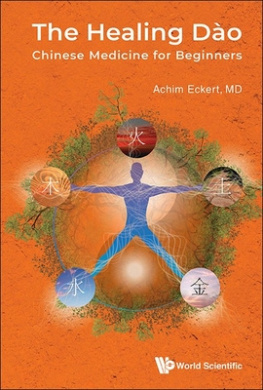 The Healing Dào
Chinese Medicine for Beginners
Achim Eckert, MD
火
木
土
水
金
World Scientific